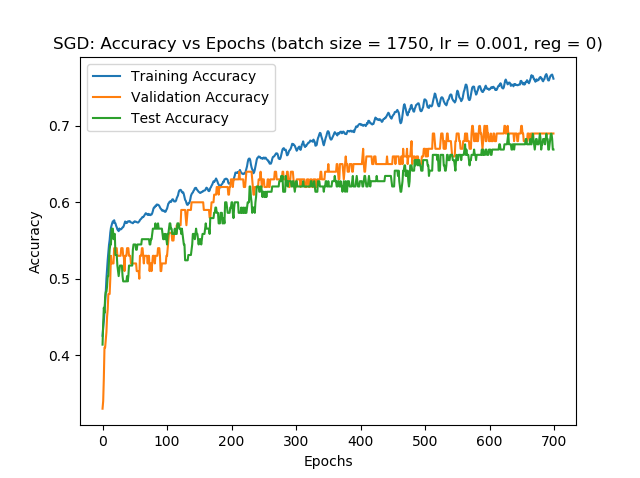 SGD: Accuracy vs Epochs (batch size = 1750, lr = 0.001, reg = 0)
Training Accuracy
Validation Accuracy
Test Accuracy
0.7
0.6
0.5
0.4
Accuracy
0 100 200 300 400 500 600 700
Epochs